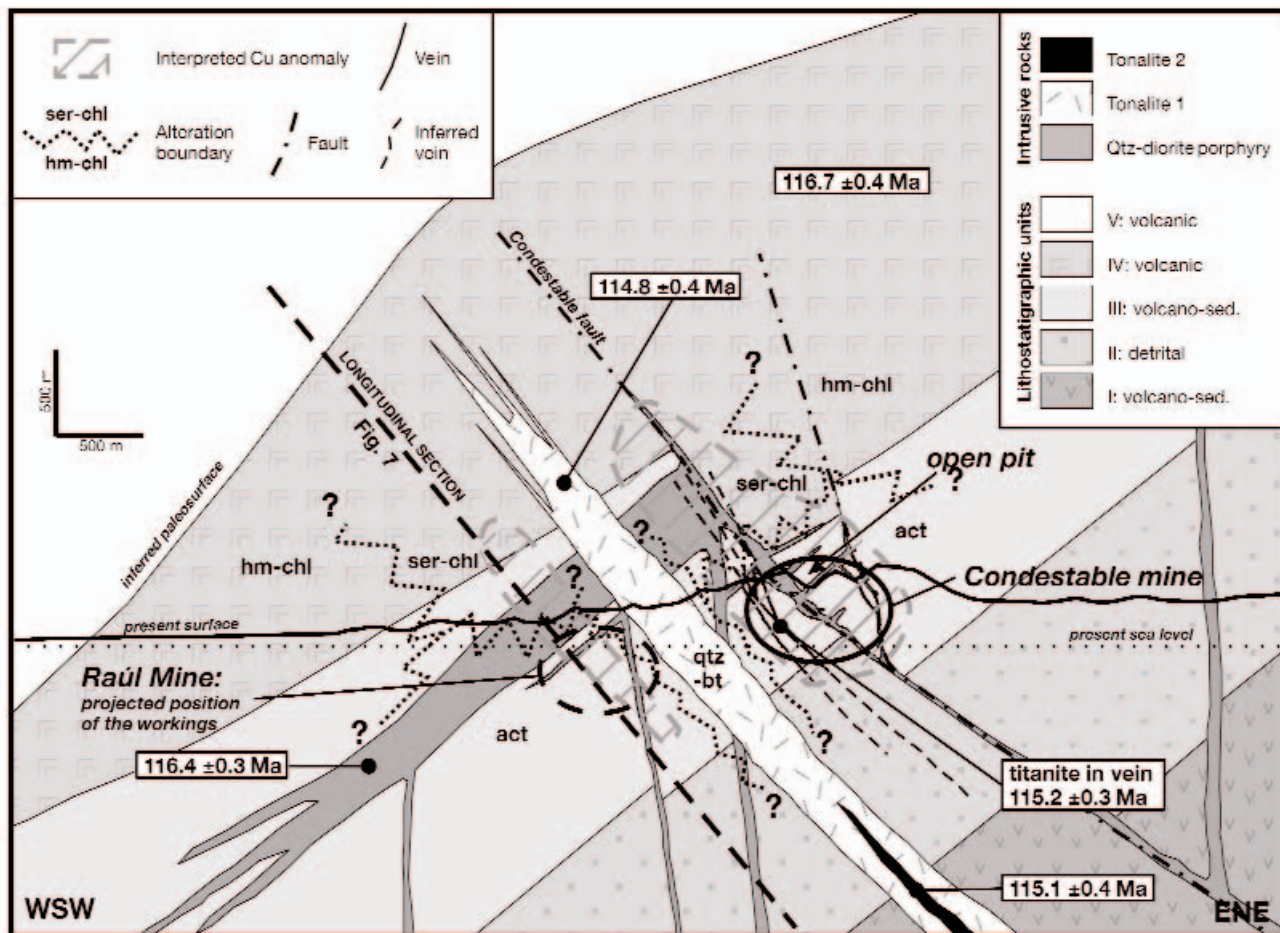 Interpreted Cu anomaly
Vein
ser-chl
hm-chl
Alteration
boundary
Fault
Inferred
vein
Intrusive rocks
Tonalite 2
Tonalite 1
Qtz-diorite porphyry
Lithostatigraphic units
V: volcanic
IV: volcanic
III: volcano-sed.
II: detrital
I: volcano-sed.
116.7 ±0.4 Ma
Condestable fault
114.8 ±0.4 Ma
LONGITUDINAL SECTION
Fig. 7
500 m
500 m
inferred paleosurface
?
hm-chl
ser-chl
open pit
?
act
?
hm-chl
ser-chl
?
?
Condestable mine
present surface
present sea level
qtz
-bt
Raúl Mine:
projected position
of the workings
act
?
?
?
116.4 ±0.3 Ma
titanite in vein
115.2 ±0.3 Ma
115.1 ±0.4 Ma
WSW
ENE